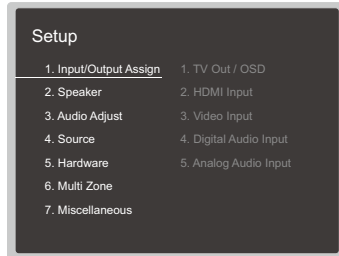 Setup
1. Input/Output Assign
2. Speaker
3. Audio Adjust
4. Source
5. Hardware
6. Multi Zone
7. Miscellaneous
1. TV Out / OSD
2. HDMI Input
3. Video Input
4. Digital Audio Input
5. Analog Audio Input